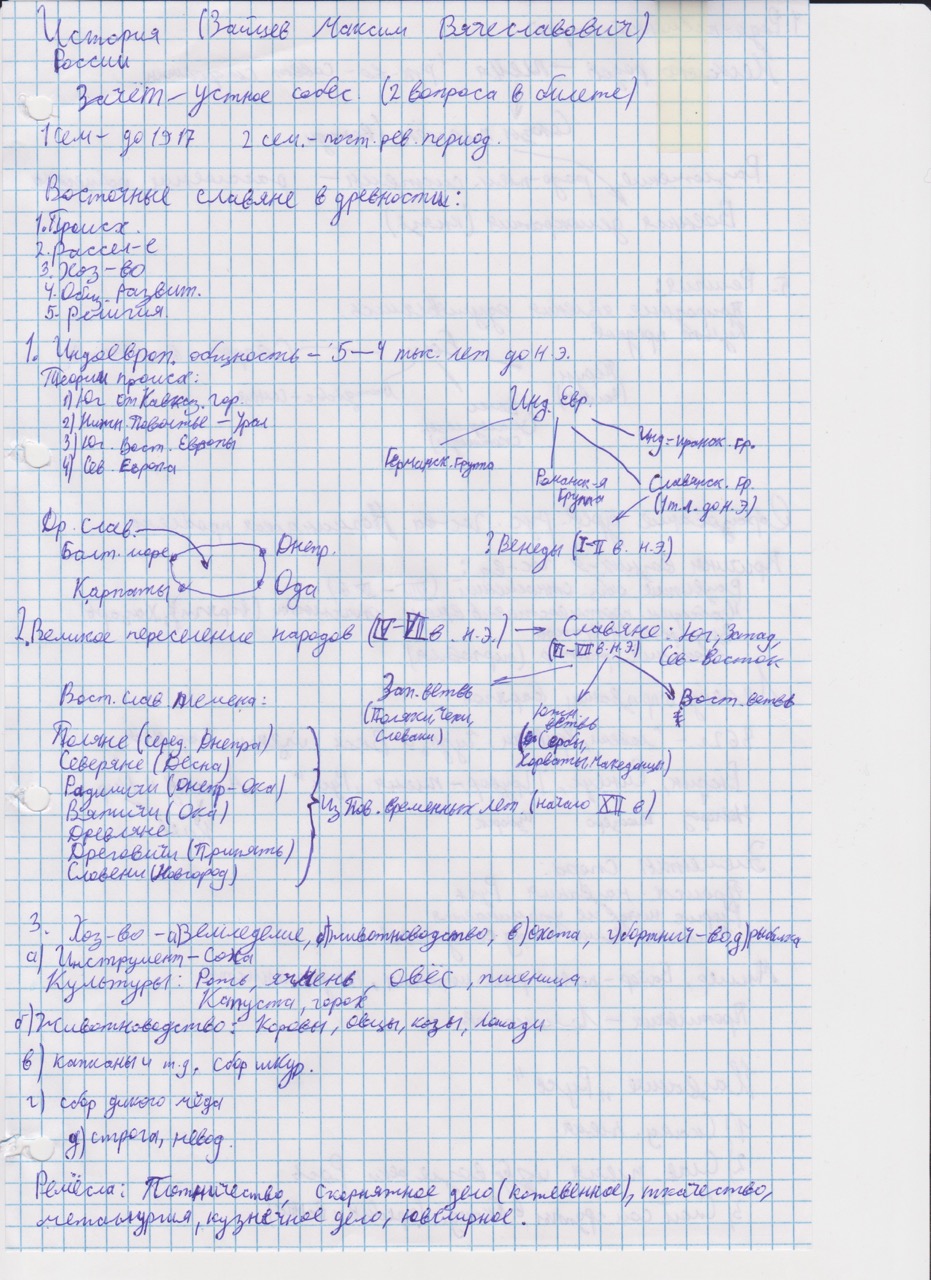 История (Зайцев Максим Вячеславович)
России
Зачёт – устное собес. (2 вопроса в билете)
1 сем – до 1917 2 сем. – пост. рев. период.
Восточные славяне в древности:
1. Происх.
2. Рассел-е
3. Хоз-во
4. Общ. развит.
5. Религия.
1. Индоевроп. общность – 5–4 тыс. лет до н.э.
Теории происх:
1) Юг от Кавказ. гор.
2) Нижн. Поволжье – Урал
3) Юг. Вост. Европы
4) Сев. Европа
Инд. Евр.
Германск. группа
Романск-я группа
Славянск. гр. (1 т.л. до н.э)
Инд-иранск. гр.
? Венеды (I-II в. н.э.)
Др. слав.
Балт. море
Днепр.
Карпаты
Ода
2. Великое переселение народов (IV–VII в. н.э.) → Славяне: Юг, Запад,
(VI–VII в. н.э.) Сев-Восток
Зап. ветвь
(Поляки, Чехи,
Словаки)
Южн. ветвь
(Сербы,
Хорваты, Македонцы)
Вост. ветвь
Вост. слав племена:
Поляне (серед. Днепра)
Северяне (Десна)
Радимичи (Днепр-Ока)
Вятичи (Ока)
Древляне
Дреговичи (Припять)
Словени (Новгород)
Из Пов. временных лет. (начало XII в)
3. Хоз-во – а) Земледелие, б) животноводство, в) охота, г) бортнич-во, д) рыбалка
а) Инструмент – Соха
Культуры: Рожь, ячмень, овёс, пшеница.
Капуста, горох
б) Животноводство: Коровы, овцы, козы, лошади
в) капканы и т.д, сбор шкур.
г) сбор дикого мёда
д) строга, невод.
Ремёсла: Плотничество, скорняжное дело (кожевенное), ткачество,
металлургия, кузнечное дело, ювелирное.